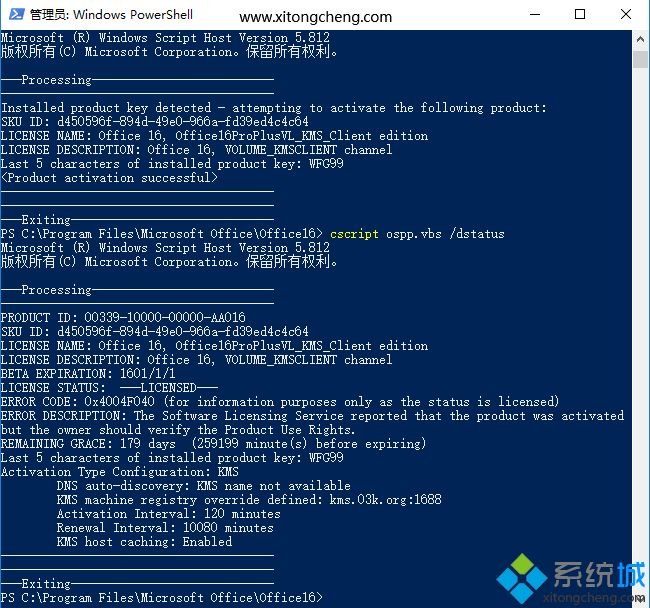 管理员: Windows PowerShell
www.xitongcheng.com
Microsoft (R) Windows Script Host Version 5.812
版权所有(C) Microsoft Corporation。保留所有权利。
---Processing--------------------------
---------------------------------------
Installed product key detected - attempting to activate the following product:
SKU ID: d450596f-894d-49e0-966a-fd39ed4c4c64
LICENSE NAME: Office 16, Office16ProPlusVL_KMS_Client edition
LICENSE DESCRIPTION: Office 16, VOLUME_KMSCLIENT channel
Last 5 characters of installed product key: WFG99
<Product activation successful>
---------------------------------------
---------------------------------------
---Exiting-----------------------------
PS C:\Program Files\Microsoft Office\Office16> cscript ospp.vbs /dstatus
Microsoft (R) Windows Script Host Version 5.812
版权所有(C) Microsoft Corporation。保留所有权利。
---Processing--------------------------
---------------------------------------
PRODUCT ID: 00339-10000-00000-AA016
SKU ID: d450596f-894d-49e0-966a-fd39ed4c4c64
LICENSE NAME: Office 16, Office16ProPlusVL_KMS_Client edition
LICENSE DESCRIPTION: Office 16, VOLUME_KMSCLIENT channel
BETA EXPIRATION: 1601/1/1
LICENSE STATUS:  ---LICENSED---
ERROR CODE: 0x4004F040 (for information purposes only as the status is licensed)
ERROR DESCRIPTION: The Software Licensing Service reported that the product was activated
but the owner should verify the Product Use Rights.
REMAINING GRACE: 179 days  (259199 minute(s) before expiring)
Last 5 characters of installed product key: WFG99
Activation Type Configuration: KMS
DNS auto-discovery: KMS name not available
KMS machine registry override defined: kms.03k.org:1688
Activation Interval: 120 minutes
Renewal Interval: 10080 minutes
KMS host caching: Enabled
---------------------------------------
---------------------------------------
---Exiting-----------------------------
PS C:\Program Files\Microsoft Office\Office16>
系统城
xitongcheng.com